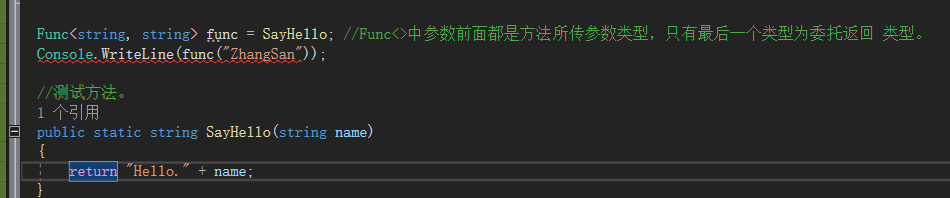 Func<string, string> func = SayHello; //Func<>中参数前面都是方法所传参数类型，只有最后一个类型为委托返回 类型。
Console.WriteLine(func("ZhangSan"));
//测试方法。
1 个引用
public static string SayHello(string name)
{
return "Hello." + name;
}